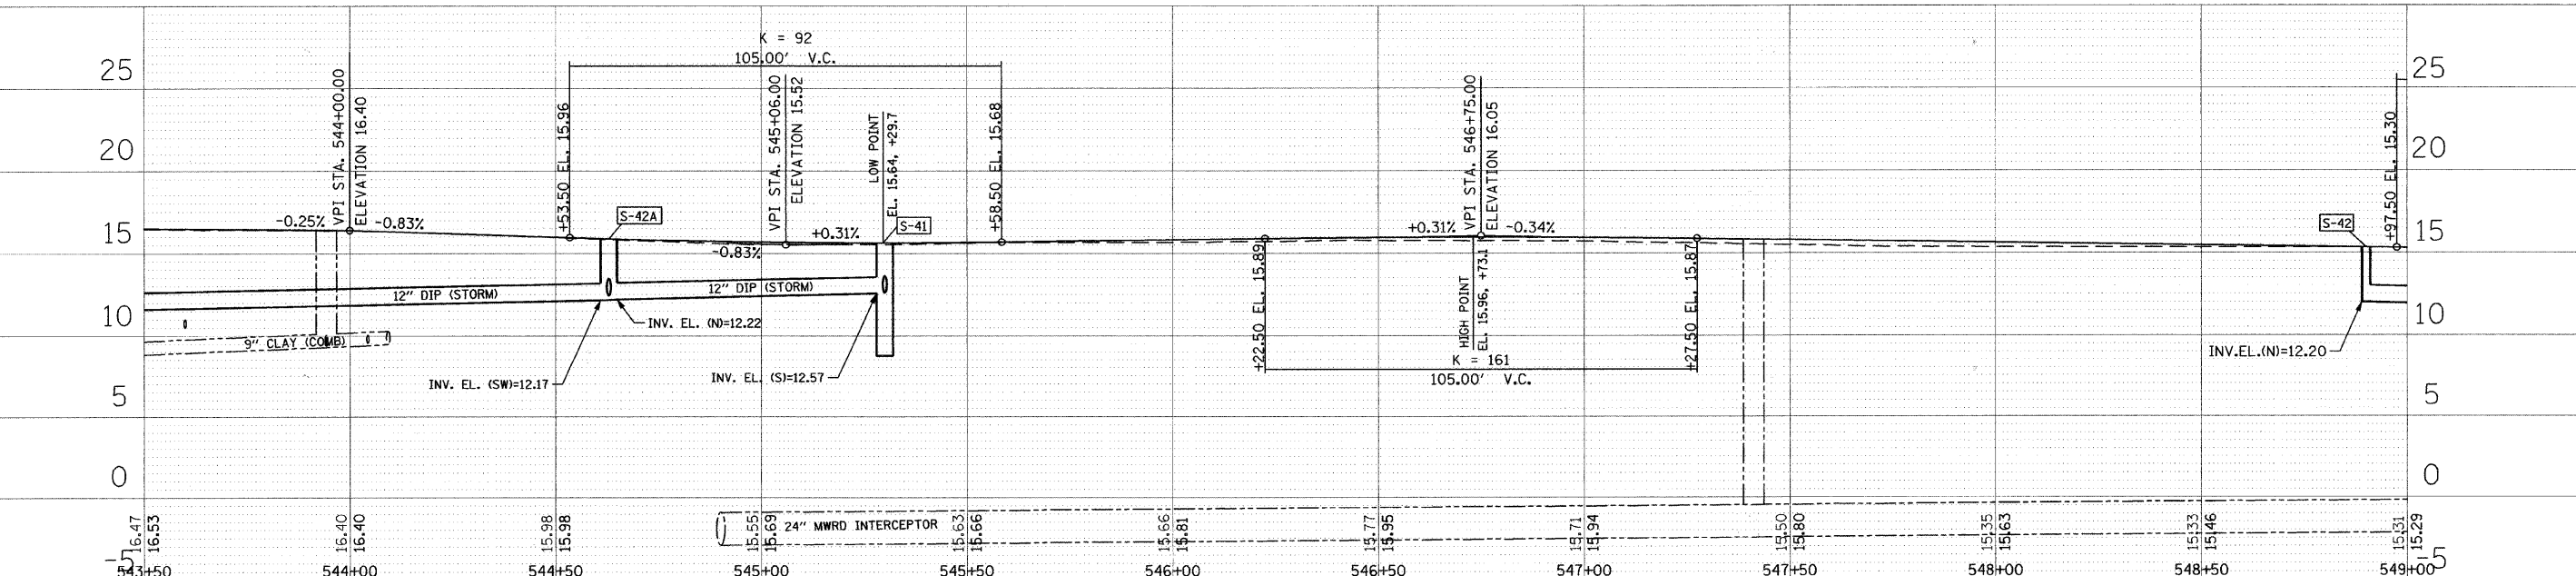 K = 92
105.00' V.C.
25
20
15
10
5
0
-5
25
20
15
10
5
0
-5
-0.25%
VPI STA. 544+00.00
ELEVATION 16.40
-0.83%
+53.50 EL. 15.96
S-42A
VPI STA. 545+06.00
ELEVATION 15.52
-0.83%
+0.31%
LOW POINT
EL. 15.64, +29.7
S-41
+58.50 EL. 15.68
+22.50 EL. 15.89
+0.31%
VPI STA. 546+75.00
ELEVATION 16.05
-0.34%
HIGH POINT
EL. 15.96, +73.1
K = 161
105.00' V.C.
+27.50 EL. 15.87
S-42
+97.50 EL. 15.30
12" DIP (STORM)
12" DIP (STORM)
9" CLAY (COMB)
INV. EL. (N)=12.22
INV. EL. (SW)=12.17
INV. EL. (S)=12.57
INV.EL.(N)=12.20
24" MWRD INTERCEPTOR
16.47
16.53
16.40
16.40
15.98
15.98
15.55
15.69
15.63
15.66
15.66
15.81
15.77
15.95
15.71
15.94
15.50
15.80
15.35
15.63
15.33
15.46
15.31
15.29
543+50
544+00
544+50
545+00
545+50
546+00
546+50
547+00
547+50
548+00
548+50
549+00